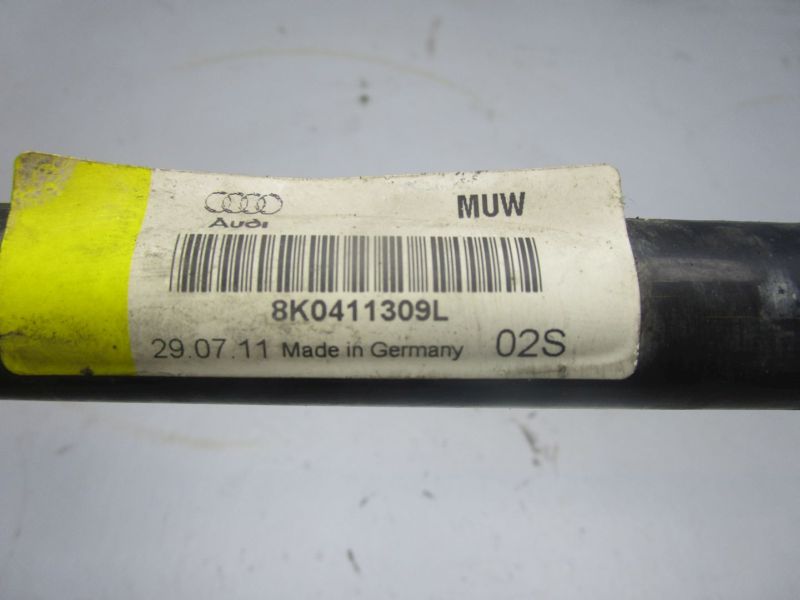 Audi MUW
8K0411309L
29.07.11 Made in Germany 02S